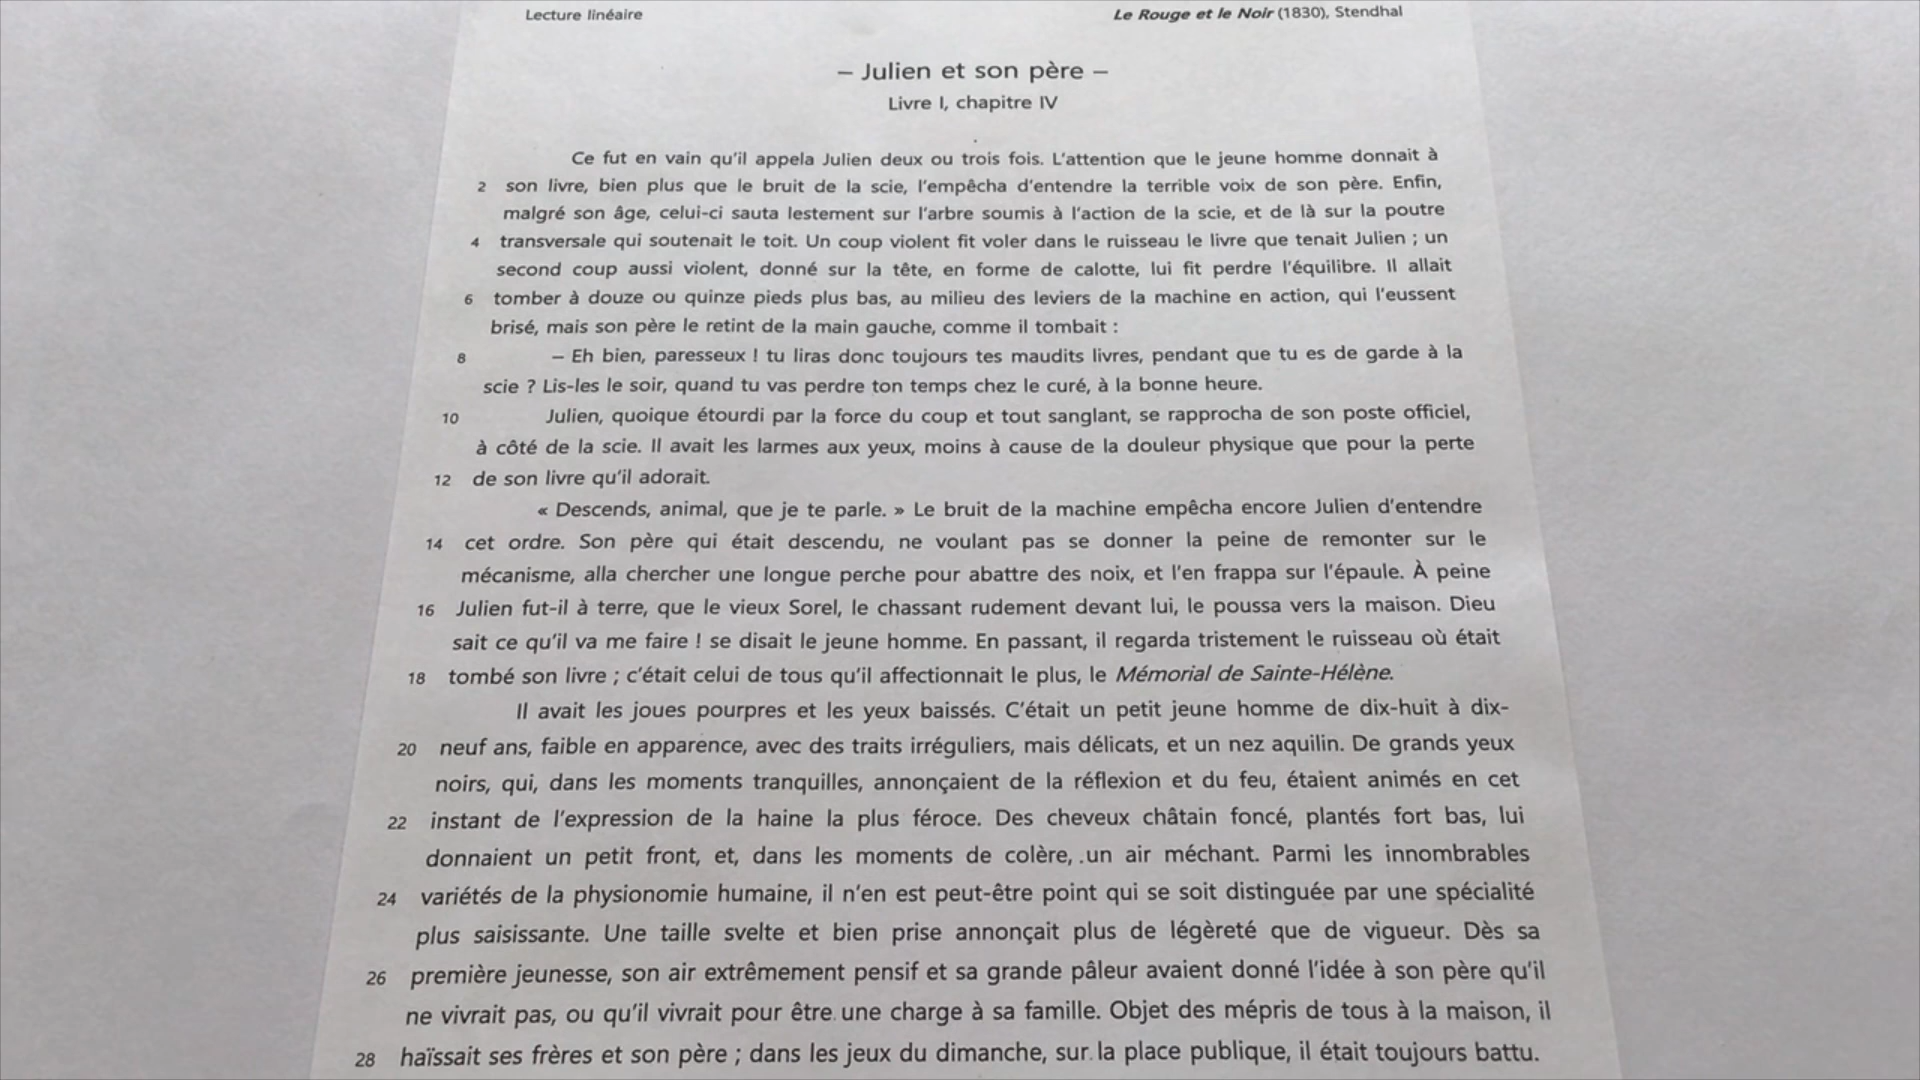 Lecture linéaire
Le Rouge et le Noir (1830), Stendhal
– Julien et son père –
Livre I, chapitre IV
Ce fut en vain qu'il appela Julien deux ou trois fois. L'attention que le jeune homme donnait à
2 son livre, bien plus que le bruit de la scie, l'empêcha d'entendre la terrible voix de son père. Enfin,
malgré son âge, celui-ci sauta lestement sur l'arbre soumis à l'action de la scie, et de là sur la poutre
4 transversale qui soutenait le toit. Un coup violent fit voler dans le ruisseau le livre que tenait Julien ; un
second coup aussi violent, donné sur la tête, en forme de calotte, lui fit perdre l'équilibre. Il allait
6 tomber à douze ou quinze pieds plus bas, au milieu des leviers de la machine en action, qui l'eussent
brisé, mais son père le retint de la main gauche, comme il tombait :
8 – Eh bien, paresseux ! tu liras donc toujours tes maudits livres, pendant que tu es de garde à la
scie ? Lis-les le soir, quand tu vas perdre ton temps chez le curé, à la bonne heure.
10 Julien, quoique étourdi par la force du coup et tout sanglant, se rapprocha de son poste officiel,
à côté de la scie. Il avait les larmes aux yeux, moins à cause de la douleur physique que pour la perte
12 de son livre qu'il adorait.
« Descends, animal, que je te parle. » Le bruit de la machine empêcha encore Julien d'entendre
14 cet ordre. Son père qui était descendu, ne voulant pas se donner la peine de remonter sur le
mécanisme, alla chercher une longue perche pour abattre des noix, et l'en frappa sur l'épaule. À peine
16 Julien fut-il à terre, que le vieux Sorel, le chassant rudement devant lui, le poussa vers la maison. Dieu
sait ce qu'il va me faire ! se disait le jeune homme. En passant, il regarda tristement le ruisseau où était
18 tombé son livre ; c'était celui de tous qu'il affectionnait le plus, le Mémorial de Sainte-Hélène.
Il avait les joues pourpres et les yeux baissés. C'était un petit jeune homme de dix-huit à dix-
20 neuf ans, faible en apparence, avec des traits irréguliers, mais délicats, et un nez aquilin. De grands yeux
noirs, qui, dans les moments tranquilles, annonçaient de la réflexion et du feu, étaient animés en cet
22 instant de l'expression de la haine la plus féroce. Des cheveux châtain foncé, plantés fort bas, lui
donnaient un petit front, et, dans les moments de colère, un air méchant. Parmi les innombrables
24 variétés de la physionomie humaine, il n'en est peut-être point qui se soit distinguée par une spécialité
plus saisissante. Une taille svelte et bien prise annonçait plus de légèreté que de vigueur. Dès sa
26 première jeunesse, son air extrêmement pensif et sa grande pâleur avaient donné l'idée à son père qu'il
ne vivrait pas, ou qu'il vivrait pour être une charge à sa famille. Objet des mépris de tous à la maison, il
28 haïssait ses frères et son père ; dans les jeux du dimanche, sur la place publique, il était toujours battu.